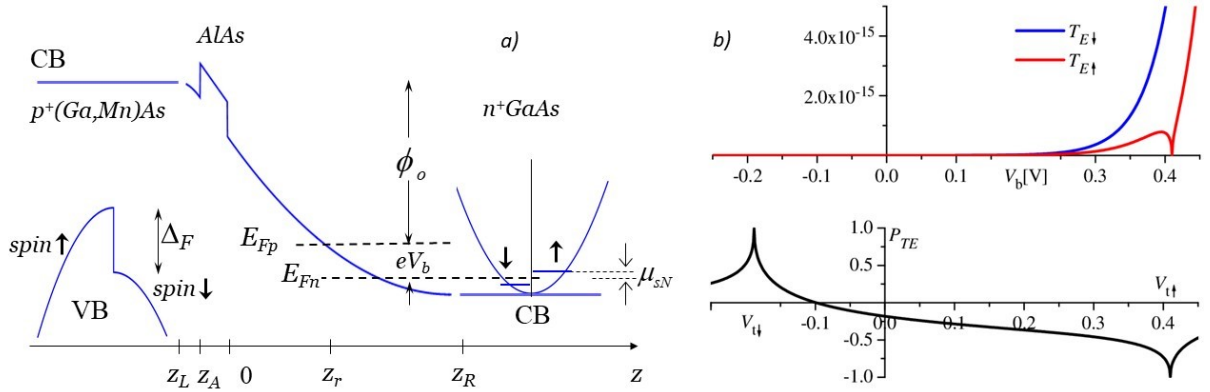 AlAs
a)
CB
p⁺(Ga,Mn)As
n⁺GaAs
ϕₒ
spin↑
Δ_F
E_Fp
↓ ↑
E_Fn
eV_b
μ_sN
spin↓
VB
CB
z_L z_A 0 z_r z_R z
b)
4.0x10⁻¹⁵
2.0x10⁻¹⁵
T_E↓
T_E↑
-0.2 -0.1 0.0 0.1 V_b[V] 0.3 0.4
1.0 P_TE
0.5
V_t↓ V_t↑
-0.1 0.0 0.1 0.2 0.3 0.4
-0.5
-1.0